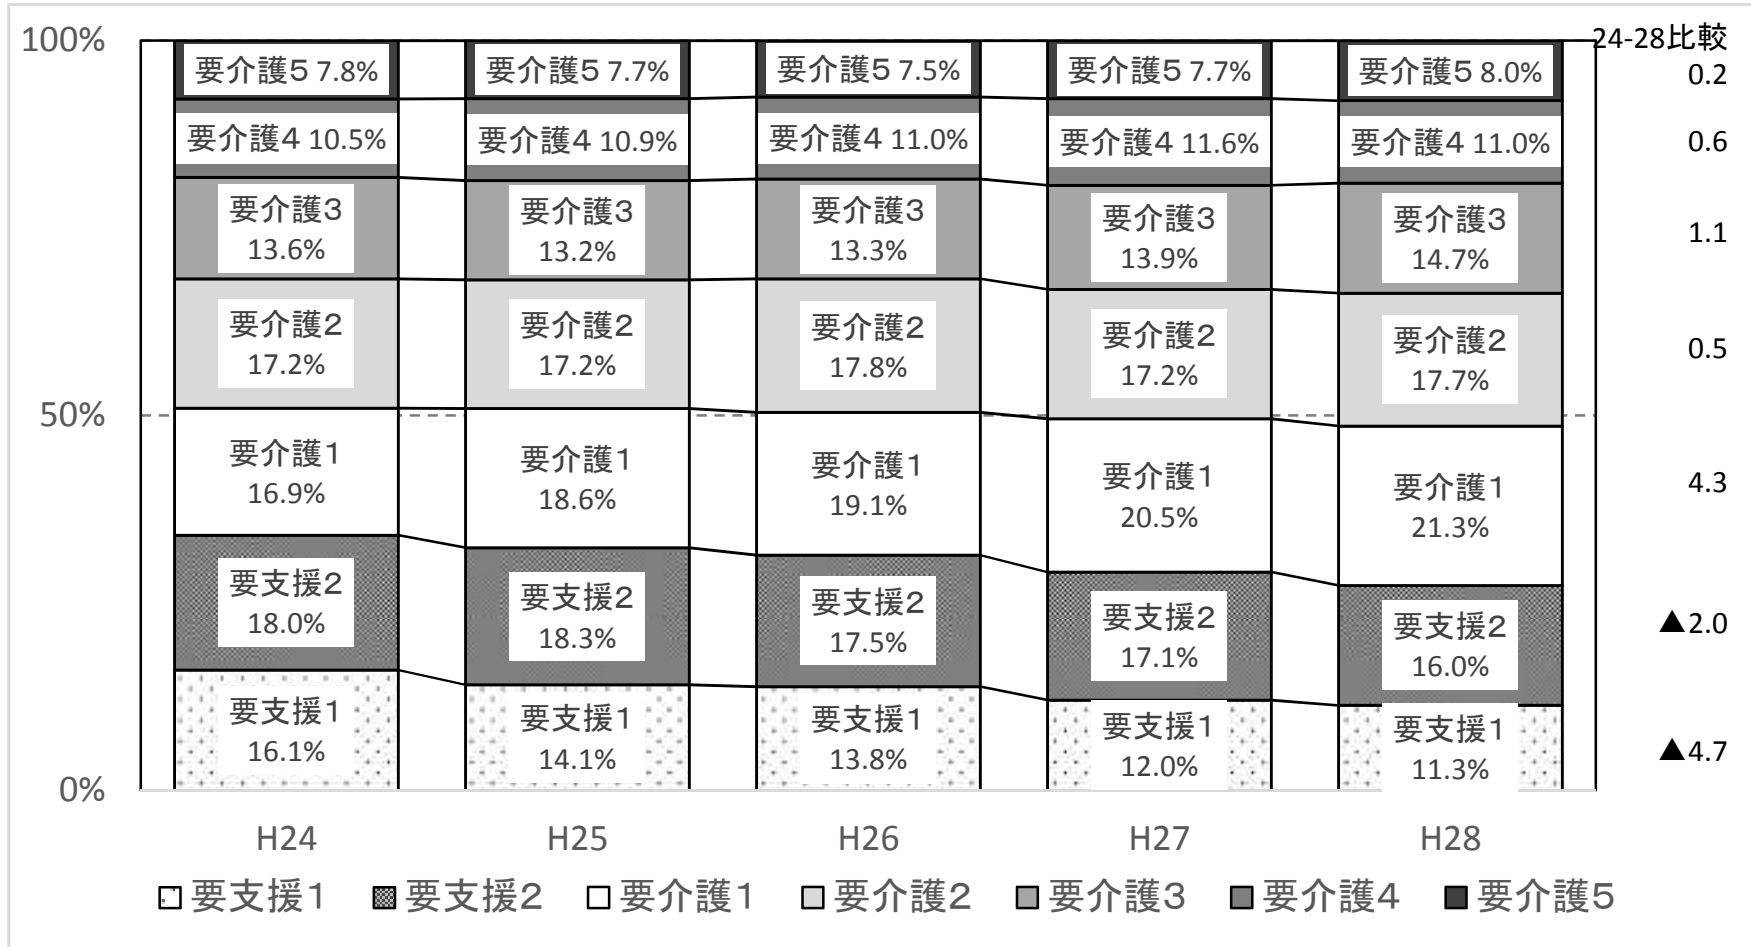 100%
24-28比較
要介護5 7.8%
要介護5 7.7%
要介護5 7.5%
要介護5 7.7%
要介護5 8.0%
0.2
要介護4 10.5%
要介護4 10.9%
要介護4 11.0%
要介護4 11.6%
要介護4 11.0%
0.6
要介護3
13.6%
要介護3
13.2%
要介護3
13.3%
要介護3
13.9%
要介護3
14.7%
1.1
要介護2
17.2%
要介護2
17.2%
要介護2
17.8%
要介護2
17.2%
要介護2
17.7%
0.5
50%
要介護1
16.9%
要介護1
18.6%
要介護1
19.1%
要介護1
20.5%
要介護1
21.3%
4.3
要支援2
18.0%
要支援2
18.3%
要支援2
17.5%
要支援2
17.1%
要支援2
16.0%
▲2.0
要支援1
16.1%
要支援1
14.1%
要支援1
13.8%
要支援1
12.0%
要支援1
11.3%
▲4.7
0%
H24
H25
H26
H27
H28
要支援1
要支援2
要介護1
要介護2
要介護3
要介護4
要介護5